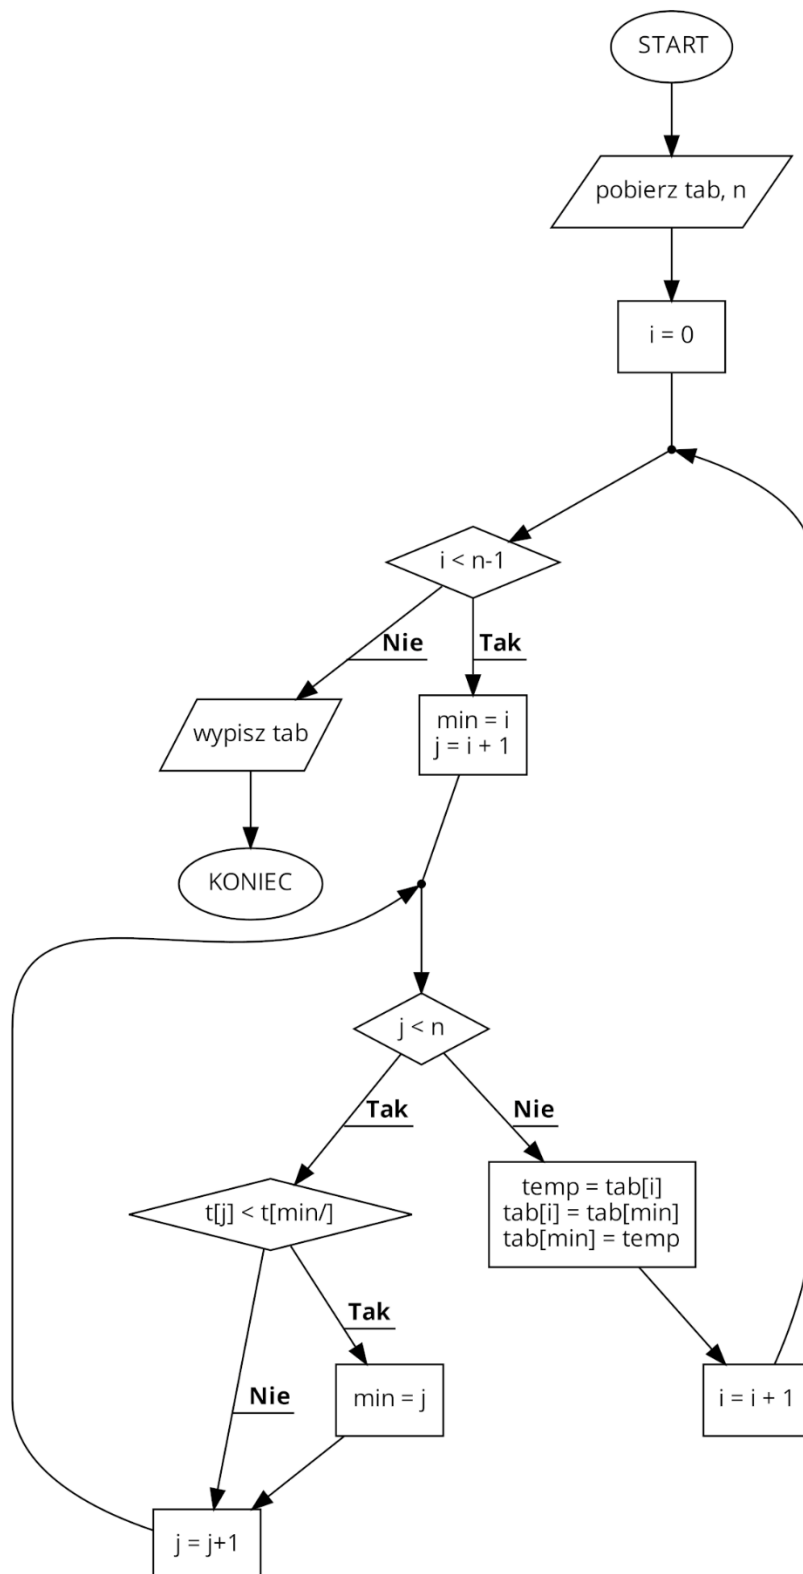 START
pobierz tab, n
i = 0
i < n-1
Nie
Tak
wypisz tab
min = i
j = i + 1
KONIEC
j < n
Tak
Nie
t[j] < t[min/]
temp = tab[i]
tab[i] = tab[min]
tab[min] = temp
Tak
Nie
min = j
i = i + 1
j = j+1